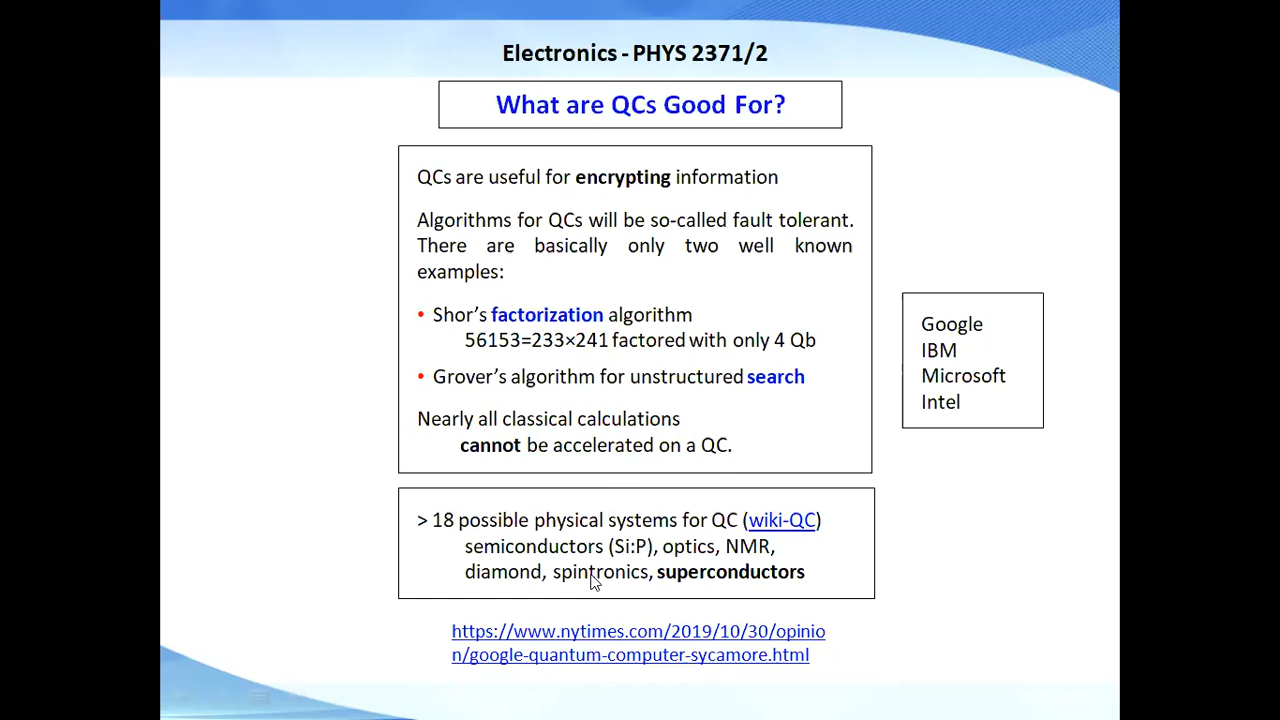 Electronics - PHYS 2371/2
What are QCs Good For?
QCs are useful for encrypting information
Algorithms for QCs will be so-called fault tolerant.
There are basically only two well known
examples:
• Shor's factorization algorithm
56153=233×241 factored with only 4 Qb
• Grover's algorithm for unstructured search
Nearly all classical calculations
cannot be accelerated on a QC.
Google
IBM
Microsoft
Intel
> 18 possible physical systems for QC (wiki-QC)
semiconductors (Si:P), optics, NMR,
diamond, spintronics, superconductors
https://www.nytimes.com/2019/10/30/opinio
n/google-quantum-computer-sycamore.html